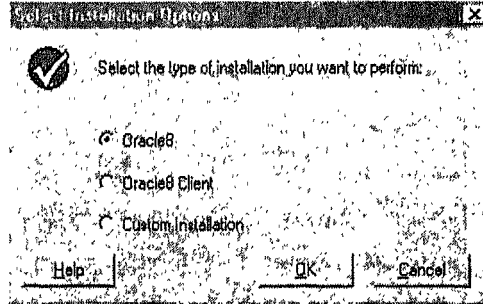 Select Installation Options
Select the type of installation you want to perform:
Oracle8
Oracle8 Client
Custom Installation
Help
OK
Cancel